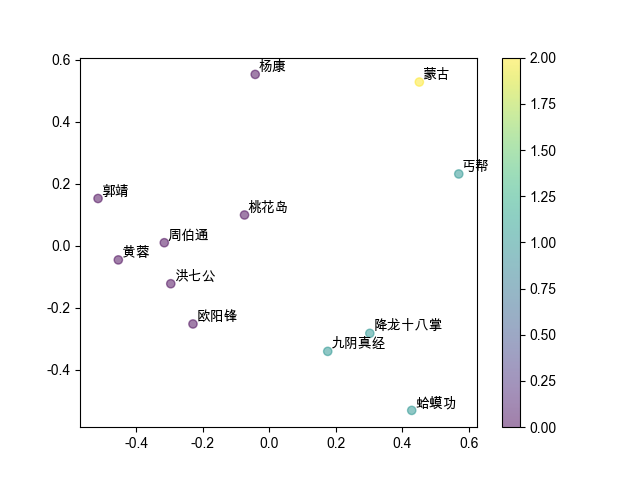 杨康
蒙古
丐帮
郭靖
桃花岛
周伯通
黄蓉
洪七公
欧阳锋
降龙十八掌
九阴真经
蛤蟆功
0.6
0.4
0.2
0.0
-0.2
-0.4
-0.4
-0.2
0.0
0.2
0.4
0.6
2.00
1.75
1.50
1.25
1.00
0.75
0.50
0.25
0.00